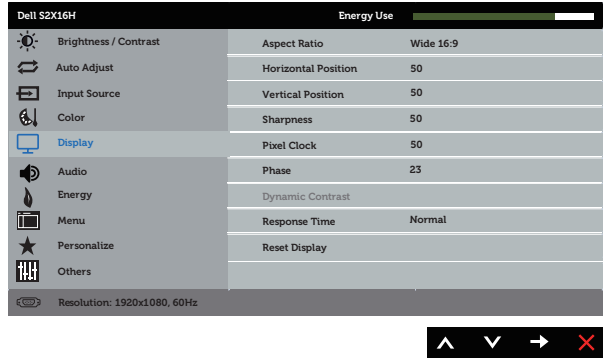 Dell S2X16H Energy Use
Brightness / Contrast Aspect Ratio Wide 16:9
Auto Adjust Horizontal Position 50
Input Source Vertical Position 50
Color Sharpness 50
Display Pixel Clock 50
Audio Phase 23
Energy Dynamic Contrast
Menu Response Time Normal
Personalize Reset Display
Others
Resolution: 1920x1080, 60Hz